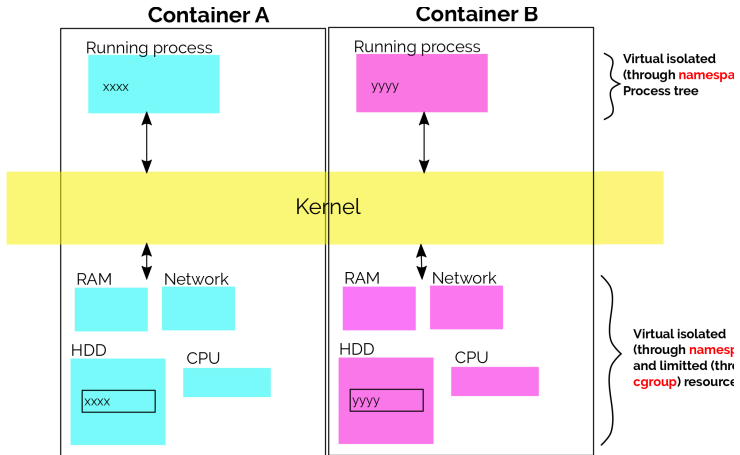 Container A
Container B
Running process
Running process
xxxx
yyyy
Virtual isolated
(through
Process tree
Kernel
RAM
Network
RAM
Network
HDD
CPU
HDD
CPU
xxxx
yyyy
Virtual isolated
(through
and limitted
cgroup) resource